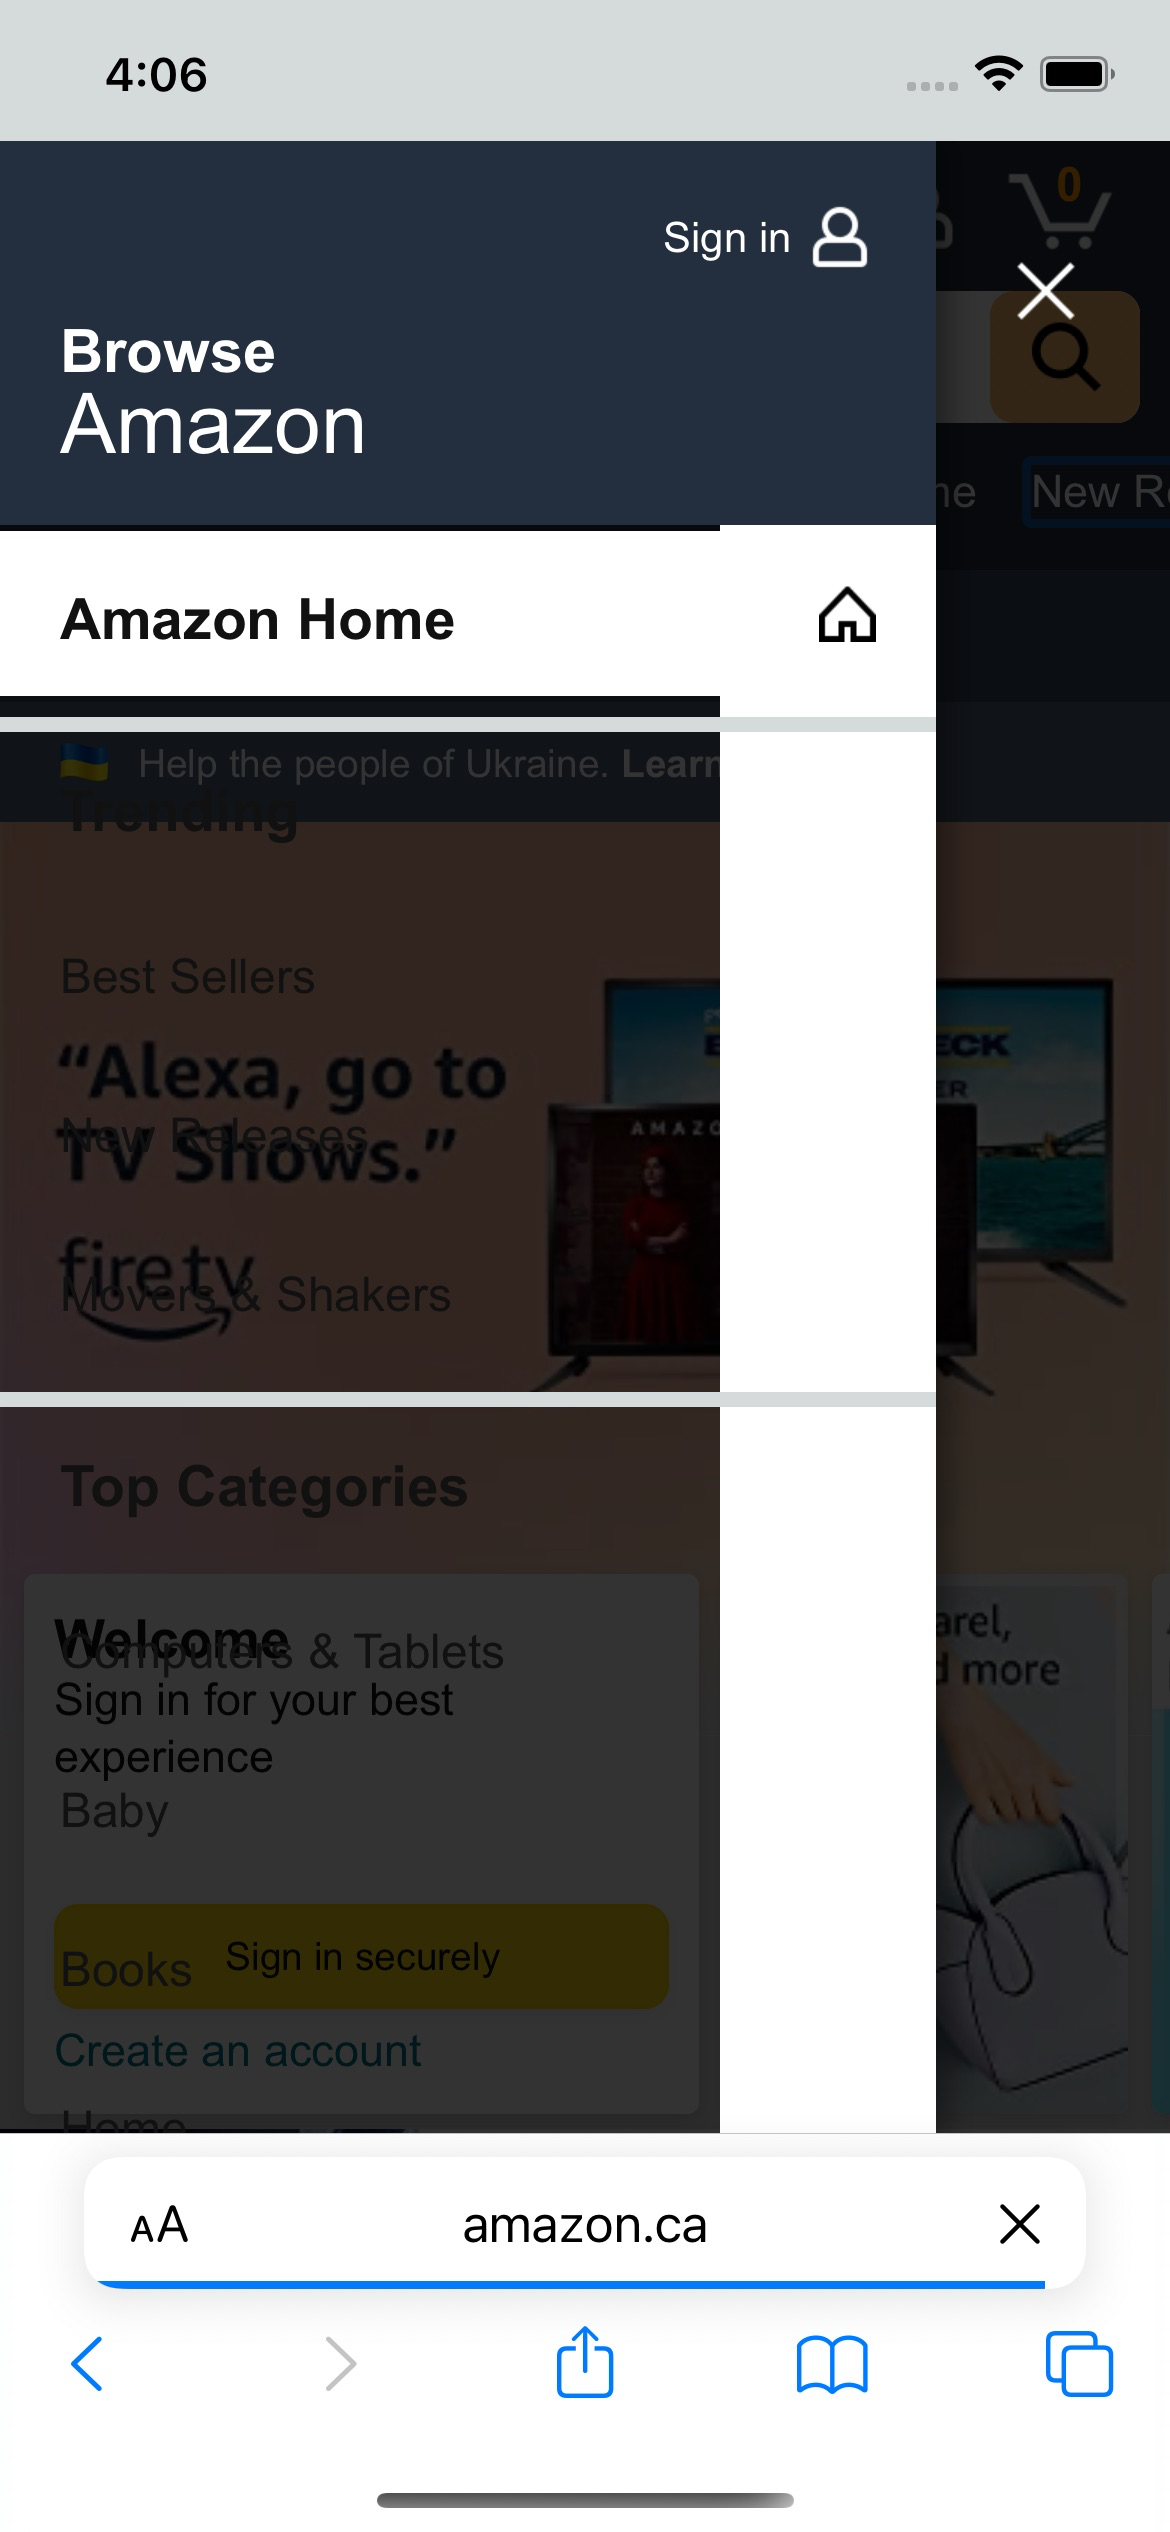 4:06
0
Sign in
Browse
Amazon
New R
Amazon Home
Help the people of Ukraine. Learn
Trending
Best Sellers
“Alexa, go to
TV Shows.”
New Releases
AMAZO
ECK
ER
fire tv
Movers & Shakers
Top Categories
Welcome
Computers & Tablets
Sign in for your best
experience
arel,
d more
Baby
Books
Sign in securely
Create an account
Home
AA
amazon.ca